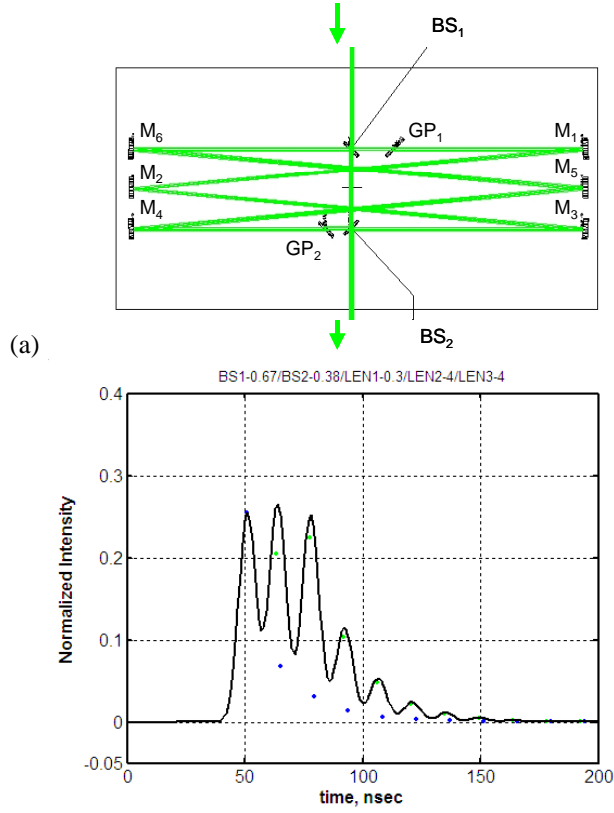 BS₁
M₆
GP₁
M₁
M₂
M₅
M₄
M₃
GP₂
BS₂
(a)
BS1-0.67/BS2-0.38/LEN1-0.3/LEN2-4/LEN3-4
0.4
0.3
0.2
0.1
0
-0.05
Normalized Intensity
0 50 100 150 200
time, nsec